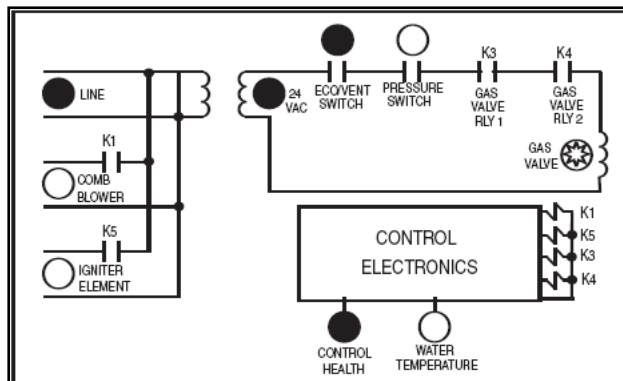 LINE
K1
COMB
BLOWER
K5
IGNITER
ELEMENT
24
VAC
ECO/VENT
SWITCH
PRESSURE
SWITCH
K3
GAS
VALVE
RLY 1
K4
GAS
VALVE
RLY 2
GAS
VALVE
CONTROL
ELECTRONICS
K1
K5
K3
K4
CONTROL
HEALTH
WATER
TEMPERATURE